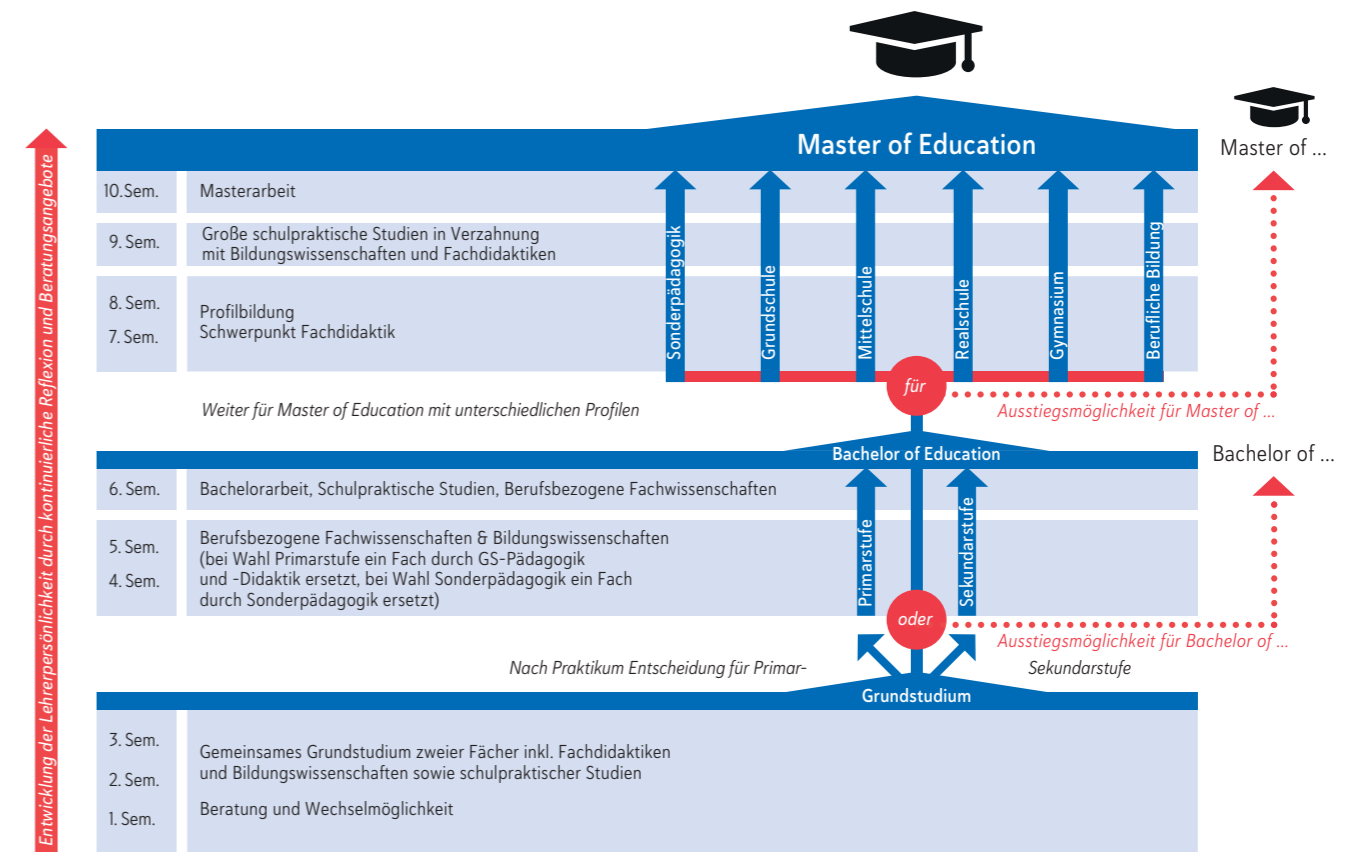 Master of Education
Master of ...
10.Sem.
Masterarbeit
9. Sem.
Große schulpraktische Studien in Verzahnung
mit Bildungswissenschaften und Fachdidaktiken
8. Sem.
7. Sem.
Profilbildung
Schwerpunkt Fachdidaktik
Sonderpädagogik
Grundschule
Mittelschule
Realschule
Gymnasium
Berufliche Bildung
für
Weiter für Master of Education mit unterschiedlichen Profilen
Ausstiegsmöglichkeit für Master of ...
Bachelor of Education
Bachelor of ...
6. Sem.
Bachelorarbeit, Schulpraktische Studien, Berufsbezogene Fachwissenschaften
5. Sem.
4. Sem.
Berufsbezogene Fachwissenschaften & Bildungswissenschaften
(bei Wahl Primarstufe ein Fach durch GS-Pädagogik
und -Didaktik ersetzt, bei Wahl Sonderpädagogik ein Fach
durch Sonderpädagogik ersetzt)
Primarstufe
Sekundarstufe
oder
Ausstiegsmöglichkeit für Bachelor of ...
Nach Praktikum Entscheidung für Primar-
Sekundarstufe
Grundstudium
3. Sem.
2. Sem.
1. Sem.
Gemeinsames Grundstudium zweier Fächer inkl. Fachdidaktiken
und Bildungswissenschaften sowie schulpraktischer Studien
Beratung und Wechselmöglichkeit
Entwicklung der Lehrerpersönlichkeit durch kontinuierliche Reflexion und Beratungsangebote